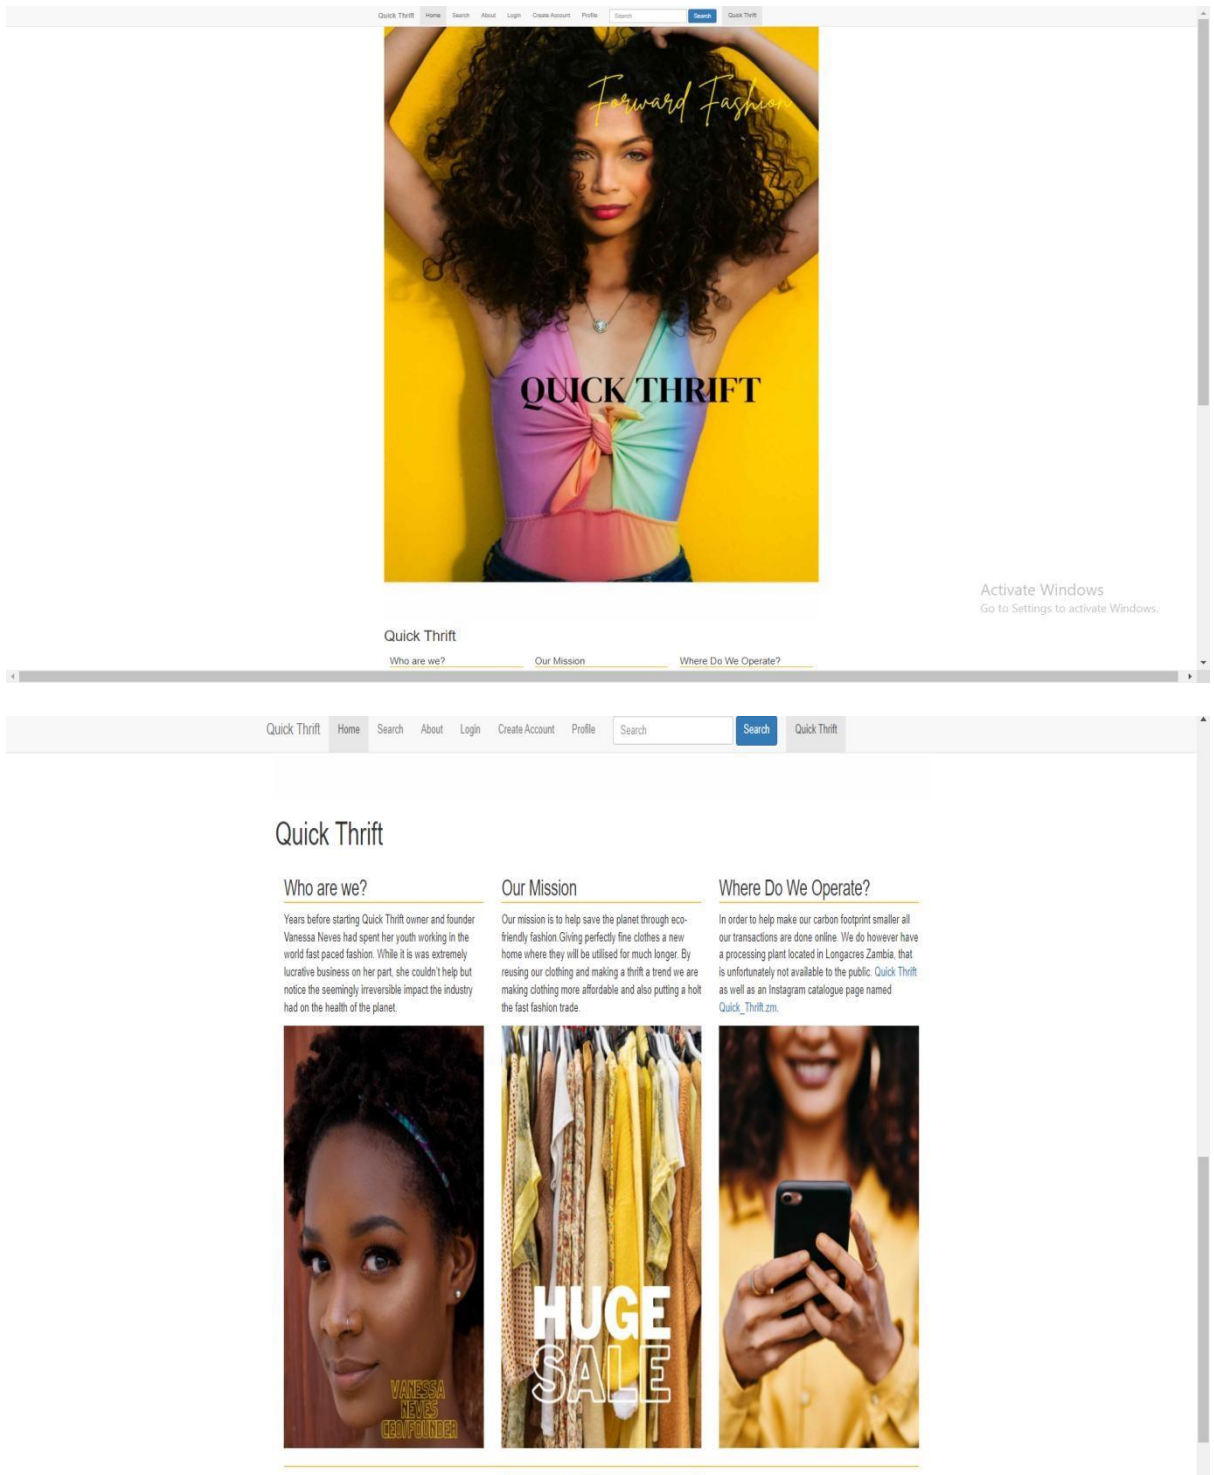 Quick Thrift Home Search About Login Create Account Profile Search Search Quick Thrift
Forward Fashion
QUICK THRIFT
Activate Windows
Go to Settings to activate Windows.
Quick Thrift
Who are we? Our Mission Where Do We Operate?
Quick Thrift Home Search About Login Create Account Profile Search Search Quick Thrift
Quick Thrift
Who are we?
Years before starting Quick Thrift owner and founder
Vanessa Neves had spent her youth working in the
world fast paced fashion. While it is was extremely
lucrative business on her part, she couldn't help but
notice the seemingly irreversible impact the industry
had on the health of the planet.
Our Mission
Our mission is to help save the planet through eco-
friendly fashion.Giving perfectly fine clothes a new
home where they will be utilised for much longer. By
reusing our clothing and making a thrift a trend we are
making clothing more affordable and also putting a holt
the fast fashion trade.
Where Do We Operate?
In order to help make our carbon footprint smaller all
our transactions are done online. We do however have
a processing plant located in Longacres Zambia, that
is unfortunately not available to the public. Quick Thrift
as well as an Instagram catalogue page named
Quick_Thrift.zm.
VANESSA
NEVES
CEO/FOUNDER
HUGE
SALE